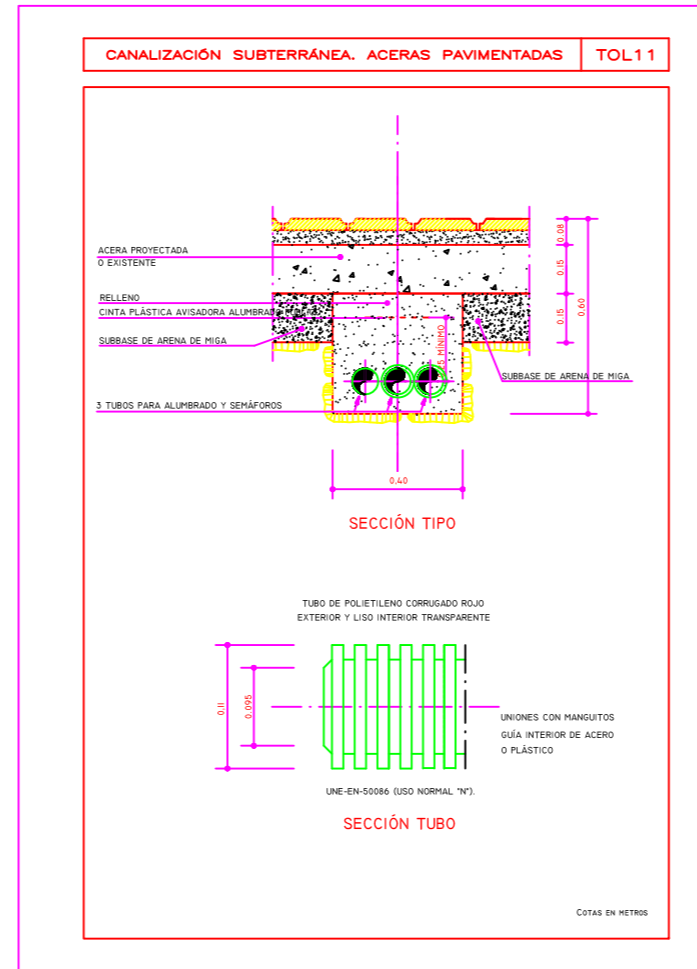 CANALIZACIÓN SUBTERRÁNEA. ACERAS PAVIMENTADAS
TOL11
ACERA PROYECTADA
O EXISTENTE
RELLENO
CINTA PLÁSTICA AVISADORA ALUMBRADO
SUBBASE DE ARENA DE MIGA
3 TUBOS PARA ALUMBRADO Y SEMÁFOROS
SUBBASE DE ARENA DE MIGA
MÍNIMO
0.08
0.15
0.15
0.60
0.40
SECCIÓN TIPO
TUBO DE POLIETILENO CORRUGADO ROJO
EXTERIOR Y LISO INTERIOR TRANSPARENTE
0.11
0.095
UNIONES CON MANGUITOS
GUÍA INTERIOR DE ACERO
O PLÁSTICO
UNE-EN-50086 (USO NORMAL "N").
SECCIÓN TUBO
COTAS EN METROS